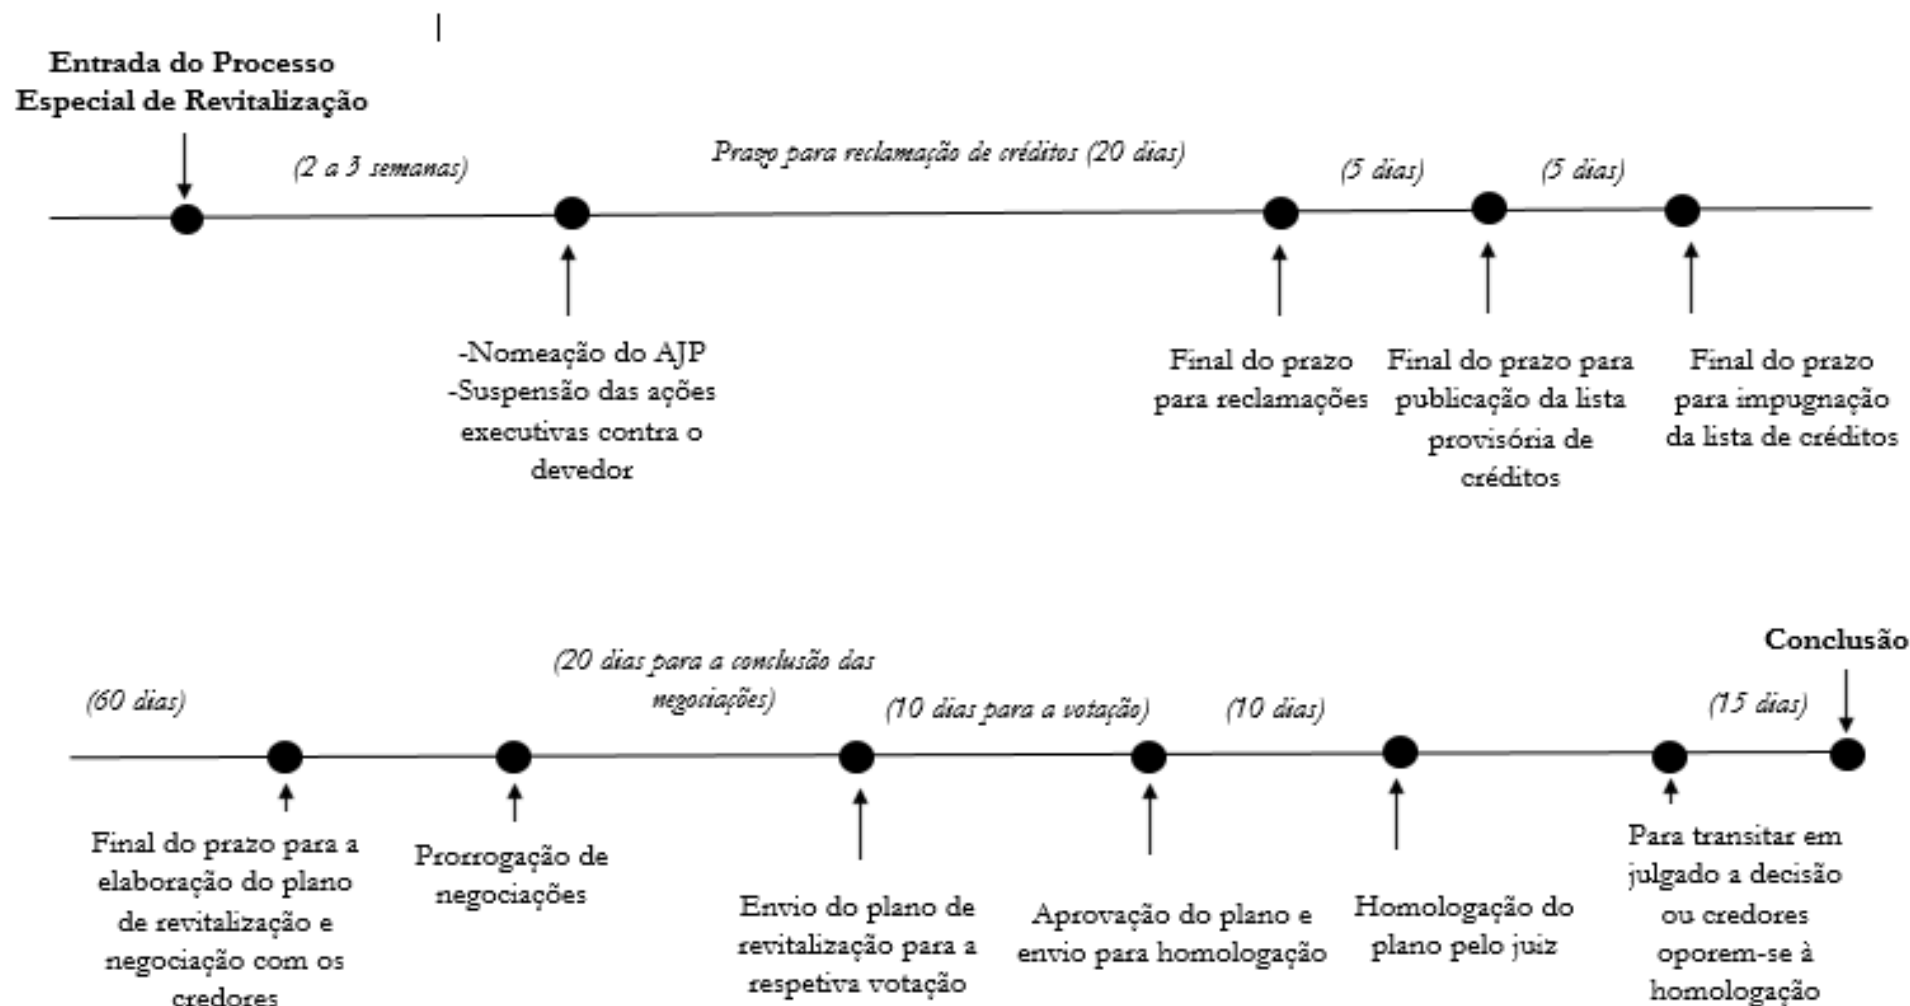 Entrada do Processo
Especial de Revitalização
(2 a 3 semanas)
Prazo para reclamação de créditos (20 dias)
(5 dias)
(5 dias)
-Nomeação do AJP
-Suspensão das ações
executivas contra o
devedor
Final do prazo
para reclamações
Final do prazo para
publicação da lista
provisória de
créditos
Final do prazo
para impugnação
da lista de créditos
(60 dias)
(20 dias para a conclusão das
negociações)
(10 dias para a votação)
(10 dias)
(15 dias)
Conclusão
Final do prazo para a
elaboração do plano
de revitalização e
negociação com os
credores
Prorrogação de
negociações
Envio do plano de
revitalização para a
respetiva votação
Aprovação do plano e
envio para homologação
Homologação do
plano pelo juiz
Para transitar em
julgado a decisão
ou credores
oporem-se à
homologação